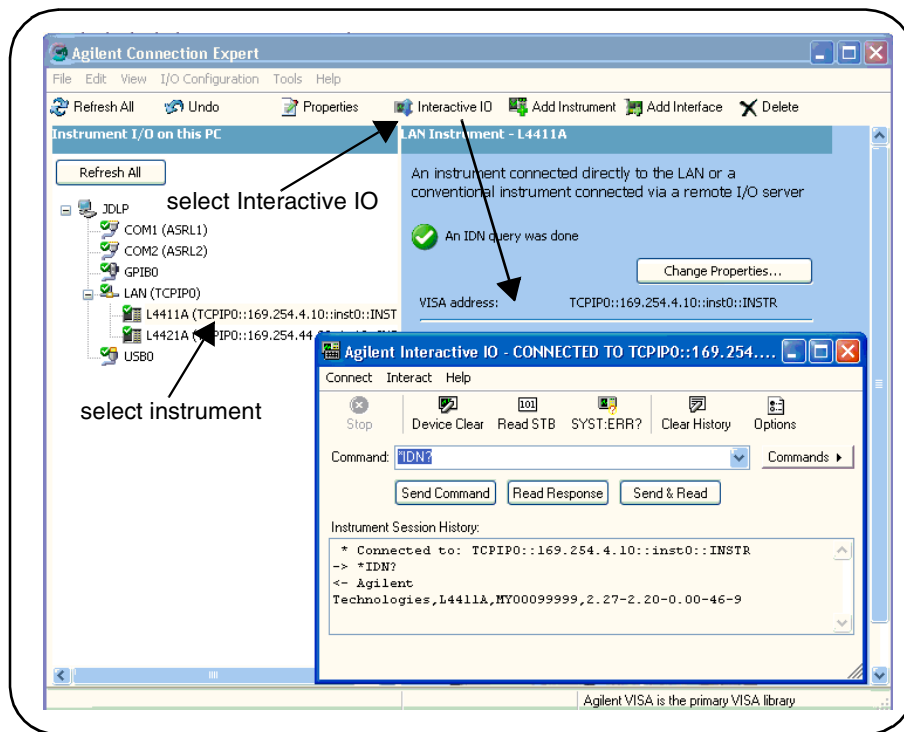 Agilent Connection Expert
File Edit View I/O Configuration Tools Help
Refresh All Undo Properties Interactive IO Add Instrument Add Interface Delete
Instrument I/O on this PC
LAN Instrument - L4411A
Refresh All
An instrument connected directly to the LAN or a
conventional instrument connected via a remote I/O server
select Interactive IO
JDLP
COM1 (ASRL1)
COM2 (ASRL2)
GPIB0
LAN (TCPIP0)
L4411A (TCPIP0::169.254.4.10::inst0::INST
L4421A (TCPIP0::169.254.44
USB0
select instrument
An IDN query was done
Change Properties...
VISA address: TCPIP0::169.254.4.10::inst0::INSTR
Agilent Interactive IO - CONNECTED TO TCPIP0::169.254....
Connect Interact Help
Stop Device Clear Read STB SYST:ERR? Clear History Options
Command: *IDN? Commands
Send Command Read Response Send & Read
Instrument Session History:
* Connected to: TCPIP0::169.254.4.10::inst0::INSTR
-> *IDN?
<- Agilent
Technologies,L4411A,MY00099999,2.27-2.20-0.00-46-9
Agilent VISA is the primary VISA library